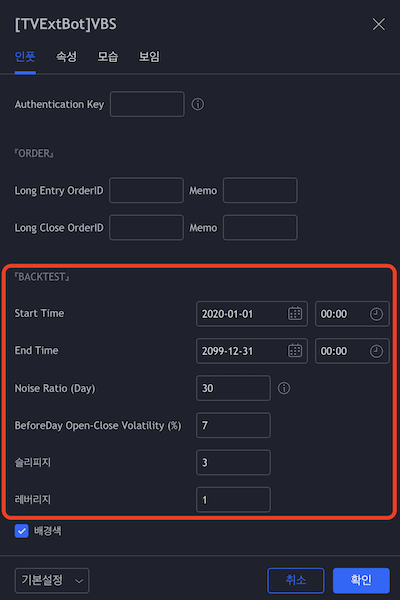 [TVExtBot]VBS
인풋 속성 모습 보임
Authentication Key
『ORDER』
Long Entry OrderID Memo
Long Close OrderID Memo
『BACKTEST』
Start Time 2020-01-01 00:00
End Time 2099-12-31 00:00
Noise Ratio (Day) 30
BeforeDay Open-Close Volatility (%) 7
슬리피지 3
레버리지 1
배경색
기본설정 취소 확인